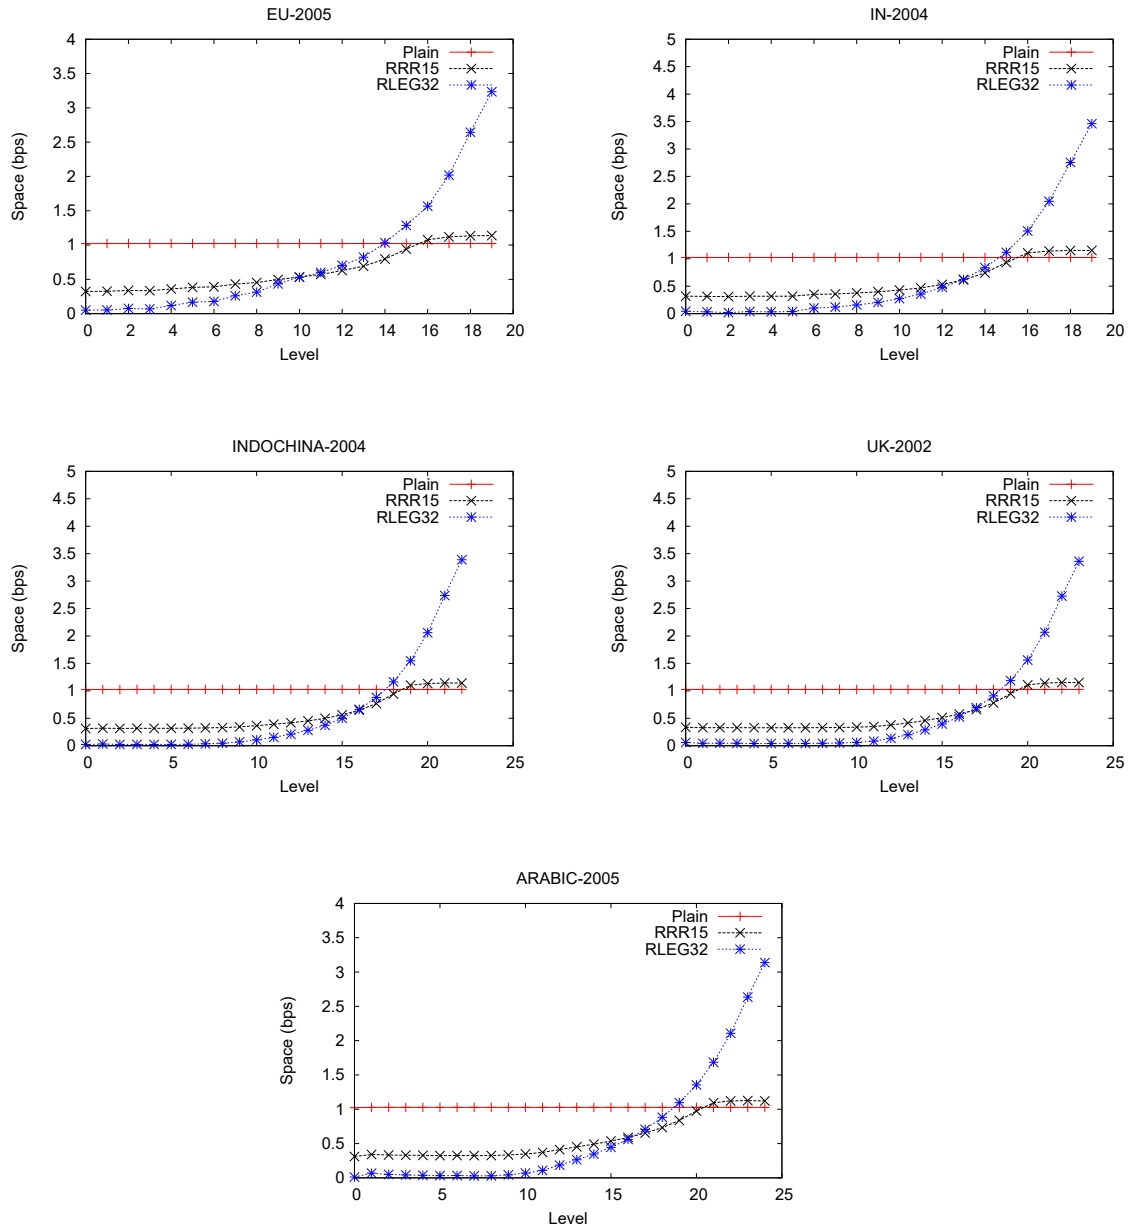 EU-2005
4
3.5
3
2.5
2
1.5
1
0.5
0
Space (bps)
Plain
RRR15
RLEG32
0 2 4 6 8 10 12 14 16 18 20
Level
IN-2004
5
4.5
4
3.5
3
2.5
2
1.5
1
0.5
0
Space (bps)
Plain
RRR15
RLEG32
0 2 4 6 8 10 12 14 16 18 20
Level
INDOCHINA-2004
5
4.5
4
3.5
3
2.5
2
1.5
1
0.5
0
Space (bps)
Plain
RRR15
RLEG32
0 5 10 15 20 25
Level
UK-2002
5
4.5
4
3.5
3
2.5
2
1.5
1
0.5
0
Space (bps)
Plain
RRR15
RLEG32
0 5 10 15 20 25
Level
ARABIC-2005
4
3.5
3
2.5
2
1.5
1
0.5
0
Space (bps)
Plain
RRR15
RLEG32
0 5 10 15 20 25
Level